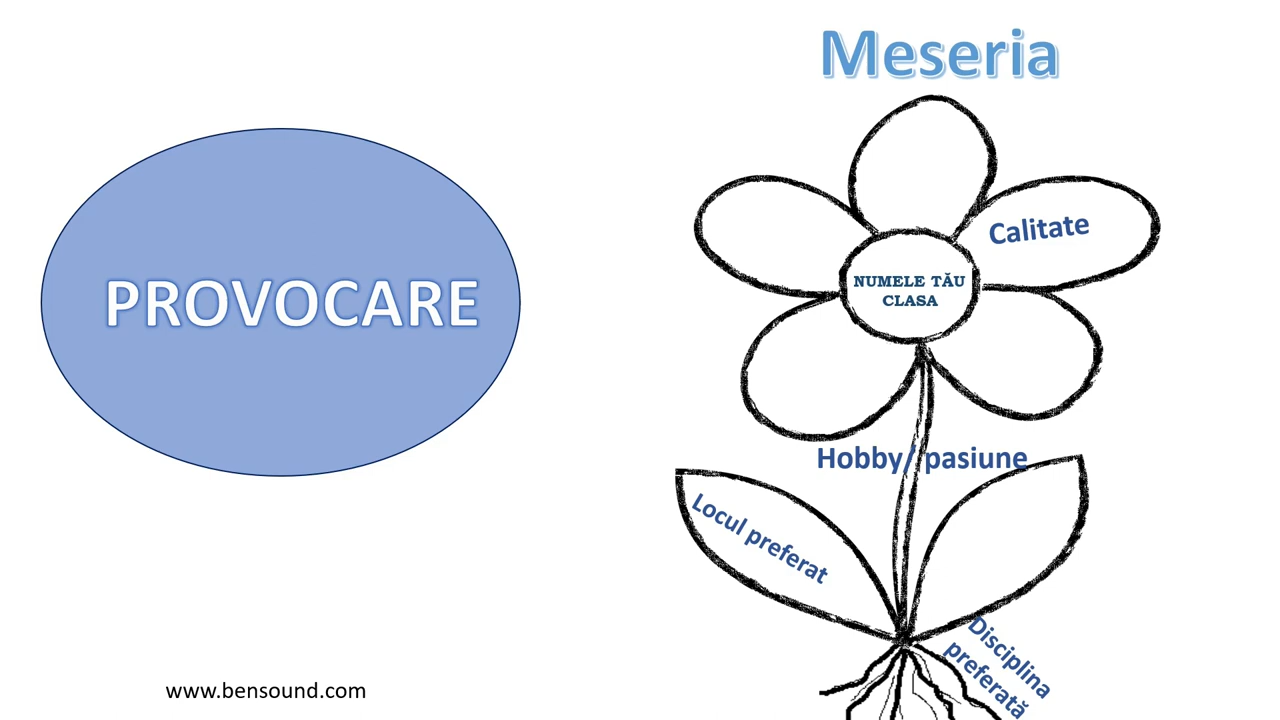 Meseria
PROVOCARE
Calitate
NUMELE TĂU
CLASA
Hobby/ pasiune
Locul preferat
Disciplina
preferată
www.bensound.com